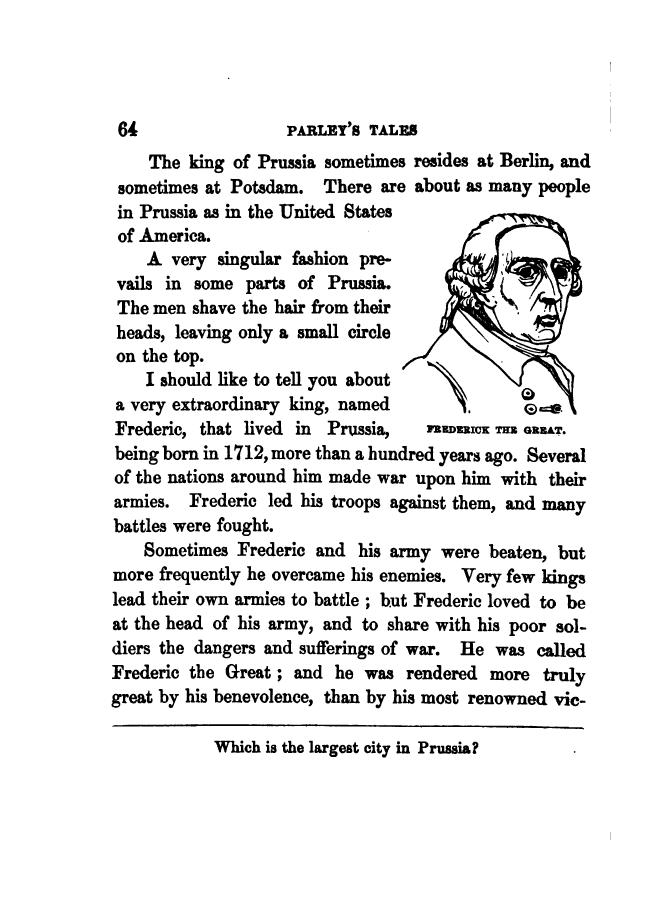 64 PARLEY'S TALES
The king of Prussia sometimes resides at Berlin, and
sometimes at Potsdam. There are about as many people
in Prussia as in the United States
of America.
A very singular fashion pre-
vails in some parts of Prussia.
The men shave the hair from their
heads, leaving only a small circle
on the top.
I should like to tell you about
a very extraordinary king, named
Frederic, that lived in Prussia,
FREDERICK THE GREAT.
being born in 1712, more than a hundred years ago. Several
of the nations around him made war upon him with their
armies. Frederic led his troops against them, and many
battles were fought.
Sometimes Frederic and his army were beaten, but
more frequently he overcame his enemies. Very few kings
lead their own armies to battle ; but Frederic loved to be
at the head of his army, and to share with his poor sol-
diers the dangers and sufferings of war. He was called
Frederic the Great ; and he was rendered more truly
great by his benevolence, than by his most renowned vic-
Which is the largest city in Prussia?